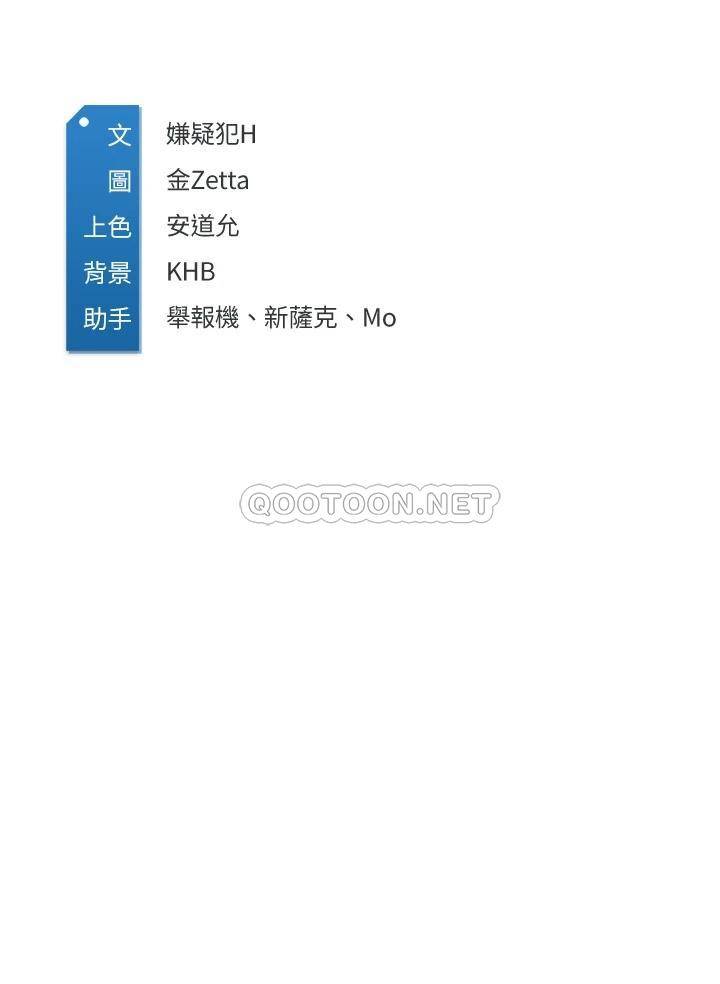 文 嫌疑犯H
圖 金Zetta
上色 安道允
背景 KHB
助手 舉報機、新薩克、Mo
QOOTOON.NET